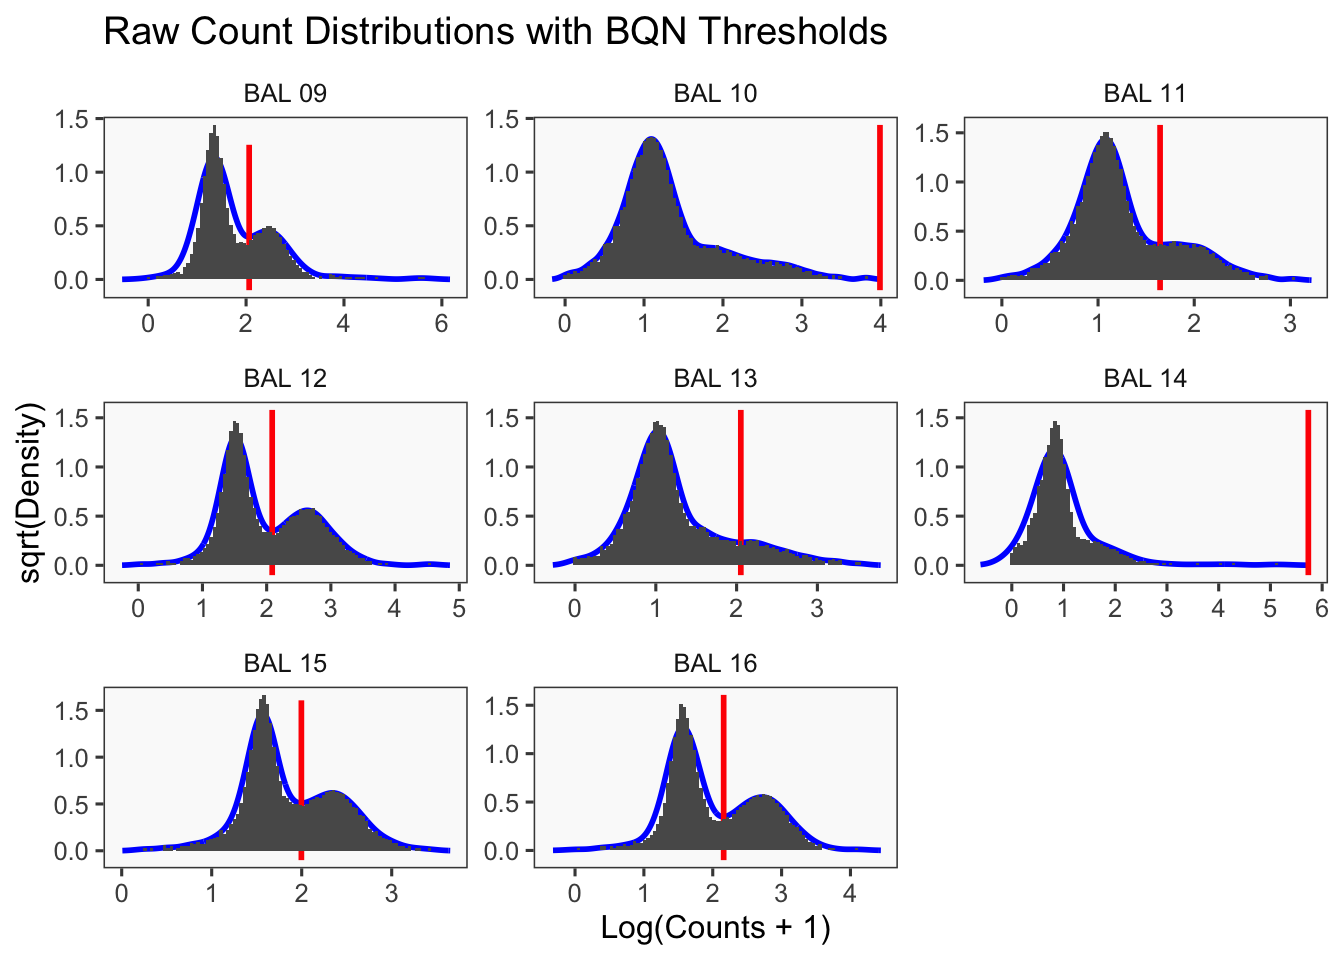 Raw Count Distributions with BQN Thresholds
BAL 09
BAL 10
BAL 11
1.5
1.0
0.5
0.0
0 2 4 6
1.5
1.0
0.5
0.0
0 1 2 3 4
1.5
1.0
0.5
0.0
0 1 2 3
sqrt(Density)
BAL 12
BAL 13
BAL 14
1.5
1.0
0.5
0.0
0 1 2 3 4 5
1.5
1.0
0.5
0.0
0 1 2 3
1.5
1.0
0.5
0.0
0 1 2 3 4 5 6
BAL 15
BAL 16
1.5
1.0
0.5
0.0
0 1 2 3
1.5
1.0
0.5
0.0
0 1 2 3 4
Log(Counts + 1)